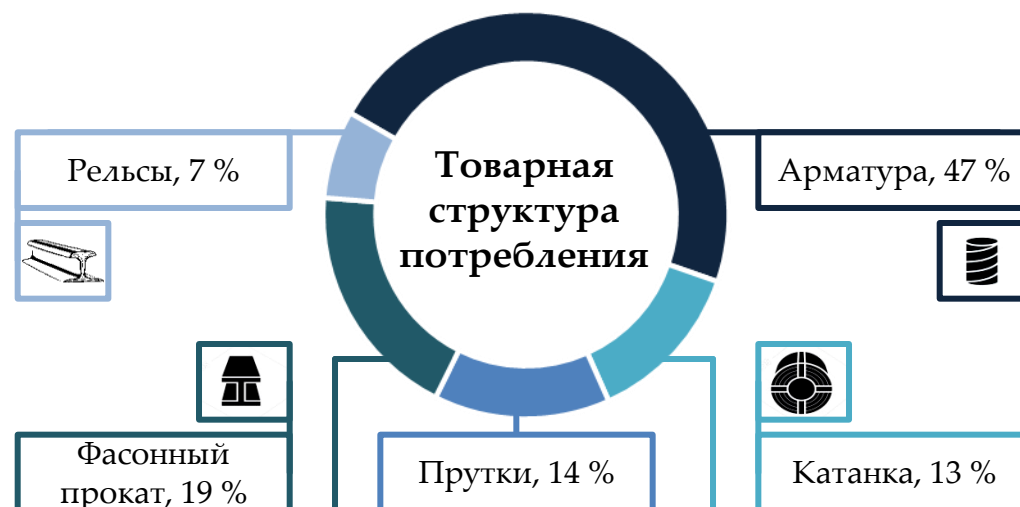 Товарная
структура
потребления
Рельсы, 7 %
Арматура, 47 %
Фасонный
прокат, 19 %
Прутки, 14 %
Катанка, 13 %